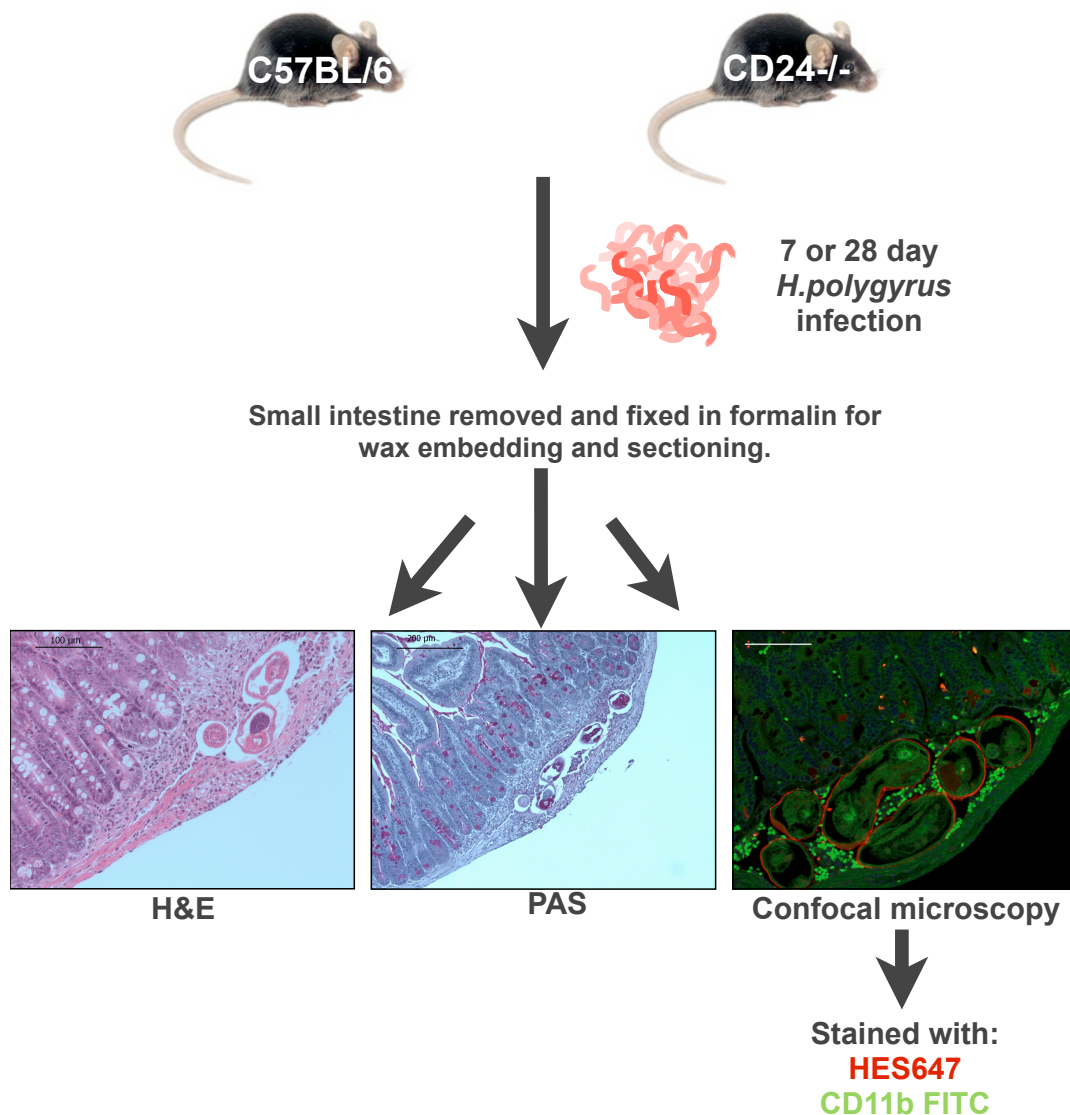 C57BL/6
CD24-/-
7 or 28 day
H.polygyrus
infection
Small intestine removed and fixed in formalin for
wax embedding and sectioning.
100 µm
200 µm
H&E
PAS
Confocal microscopy
Stained with:
HES647
CD11b FITC